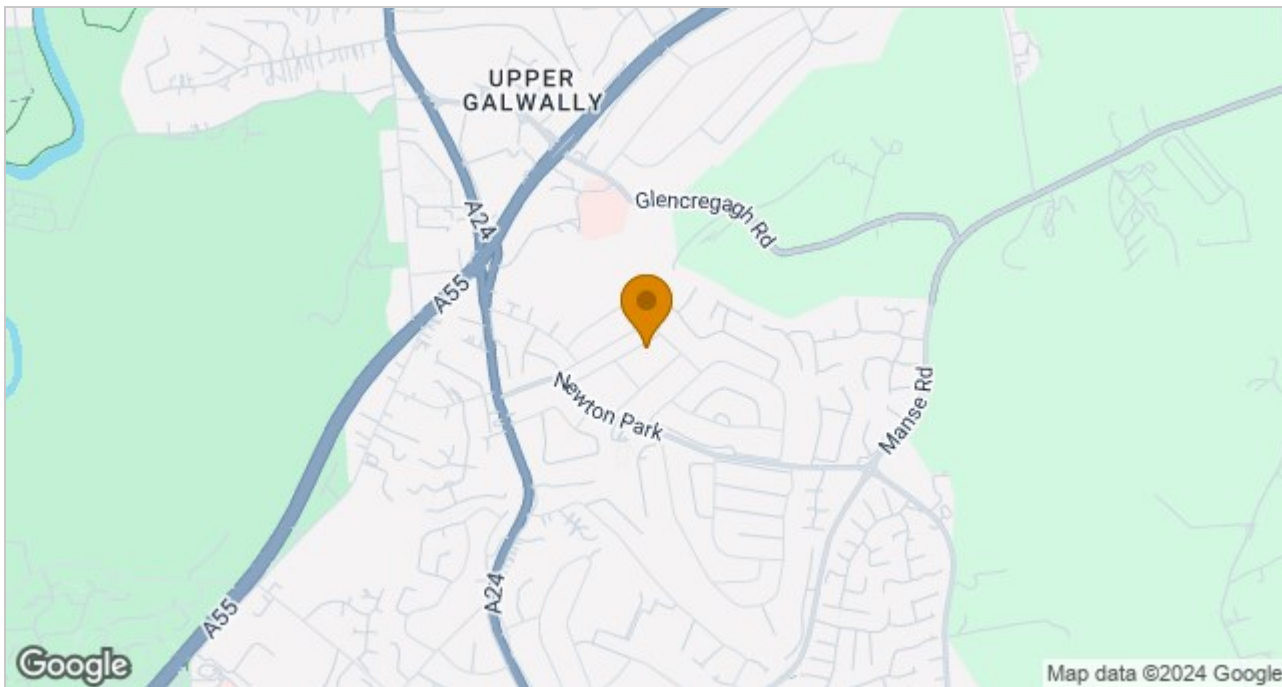 UPPER
GALWALLY
Glencregagh Rd
A24
A55
Newton Park
Manse Rd
A24
A55
Google
Map data ©2024 Google